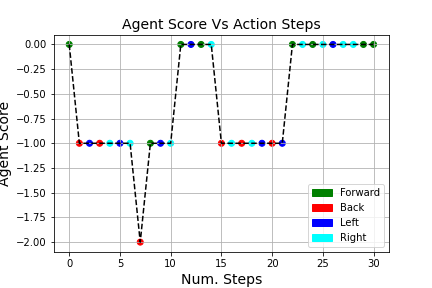 Agent Score Vs Action Steps
Agent Score
0.00
−0.25
−0.50
−0.75
−1.00
−1.25
−1.50
−1.75
−2.00
0 5 10 15 20 25 30
Num. Steps
Forward
Back
Left
Right